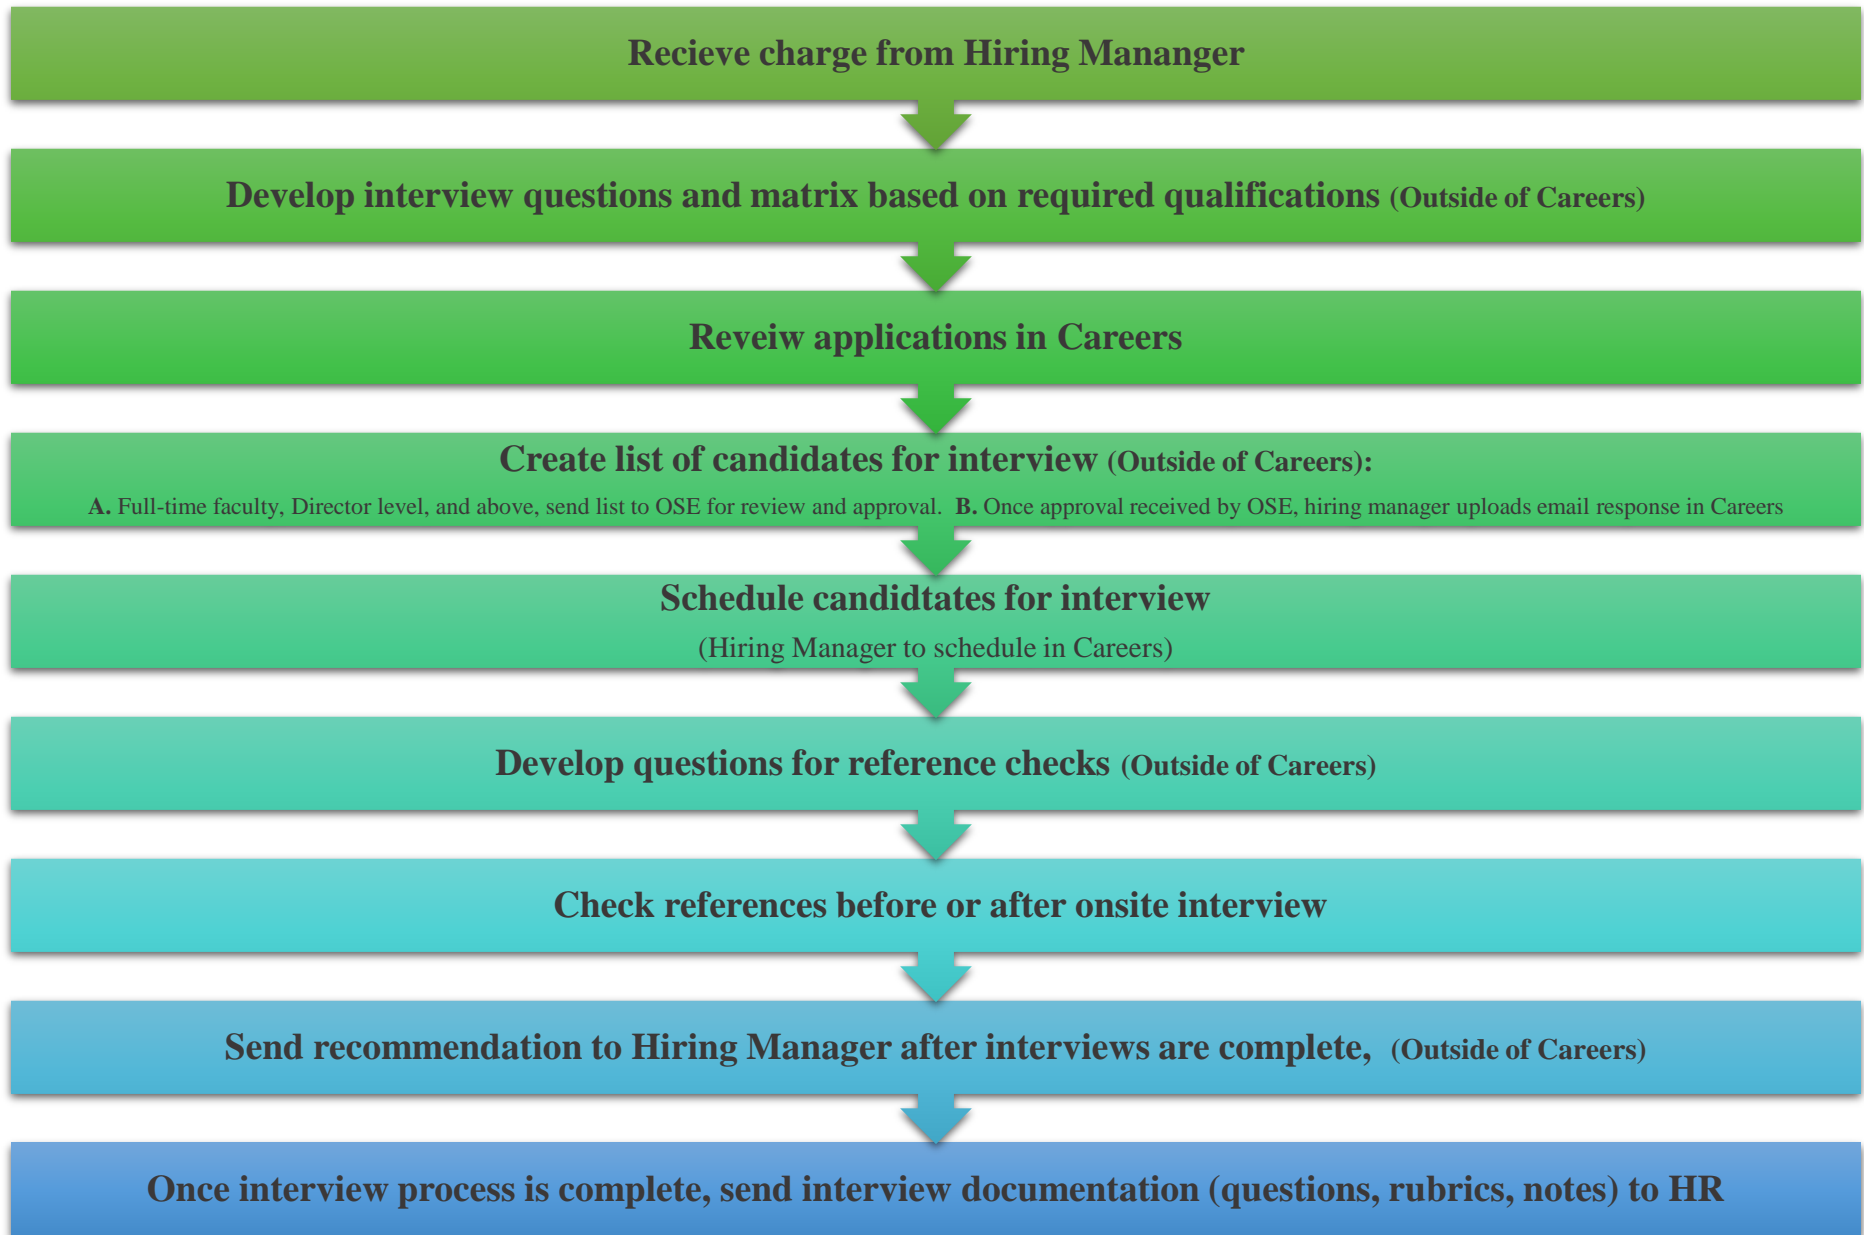 Recieve charge from Hiring Mananger
Develop interview questions and matrix based on required qualifications (Outside of Careers)
Reveiw applications in Careers
Create list of candidates for interview (Outside of Careers):
A. Full-time faculty, Director level, and above, send list to OSE for review and approval. B. Once approval received by OSE, hiring manager uploads email response in Careers
Schedule candidtates for interview
(Hiring Manager to schedule in Careers)
Develop questions for reference checks (Outside of Careers)
Check references before or after onsite interview
Send recommendation to Hiring Manager after interviews are complete, (Outside of Careers)
Once interview process is complete, send interview documentation (questions, rubrics, notes) to HR